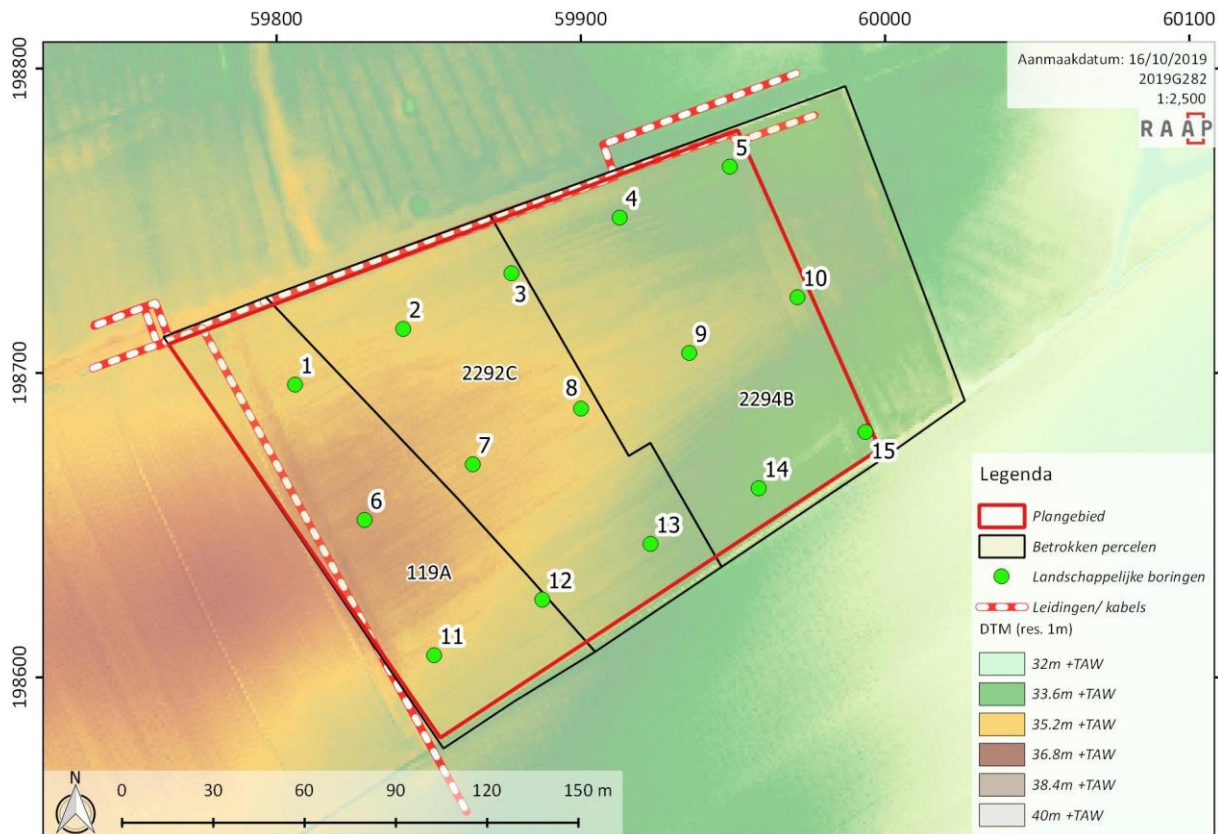 59800
59900
60000
60100
198800
198700
198600
Aanmaakdatum: 16/10/2019
2019G282
1:2,500
RAAP
5
4
3
10
2
9
1
2292C
8
2294B
7
15
14
6
13
119A
12
11
Legenda
Plangebied
Betrokken percelen
Landschappelijke boringen
Leidingen/ kabels
DTM (res. 1m)
32m +TAW
33.6m +TAW
35.2m +TAW
36.8m +TAW
38.4m +TAW
40m +TAW
N
0 30 60 90 120 150 m